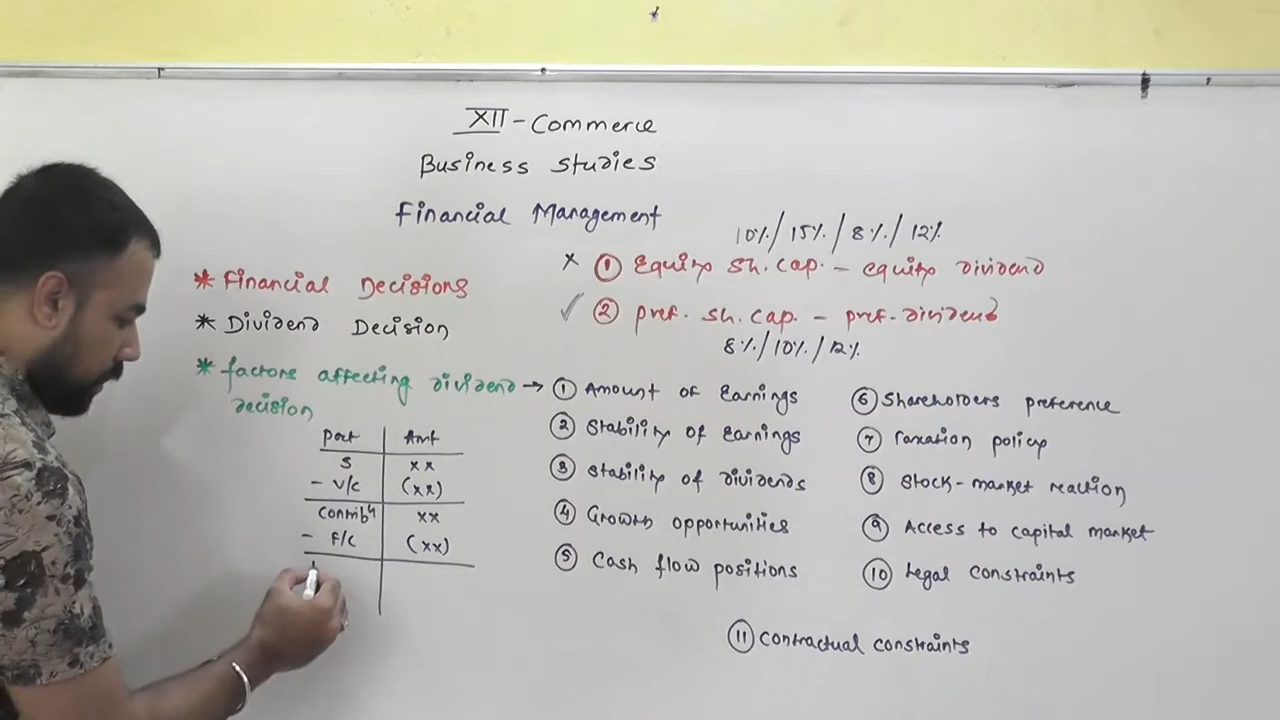 XII - Commerce
Business Studies
Financial Management
10% / 15% / 8% / 12%
× ① Equity Sh. Cap. - equity dividend
✓ ② Pref. Sh. Cap. - Pref. dividend
8% / 10% / 12%
* Financial Decisions
* Dividend Decision
* factors affecting dividend decision →
① Amount of Earnings
② Stability of Earnings
③ Stability of dividends
④ Growth opportunities
⑤ Cash flow positions
⑥ Shareholders preference
⑦ Taxation policy
⑧ Stock-market reaction
⑨ Access to capital market
⑩ Legal constraints
⑪ Contractual constraints
Part Amt
S xx
- V/C (xx)
Contribⁿ xx
- F/C (xx)